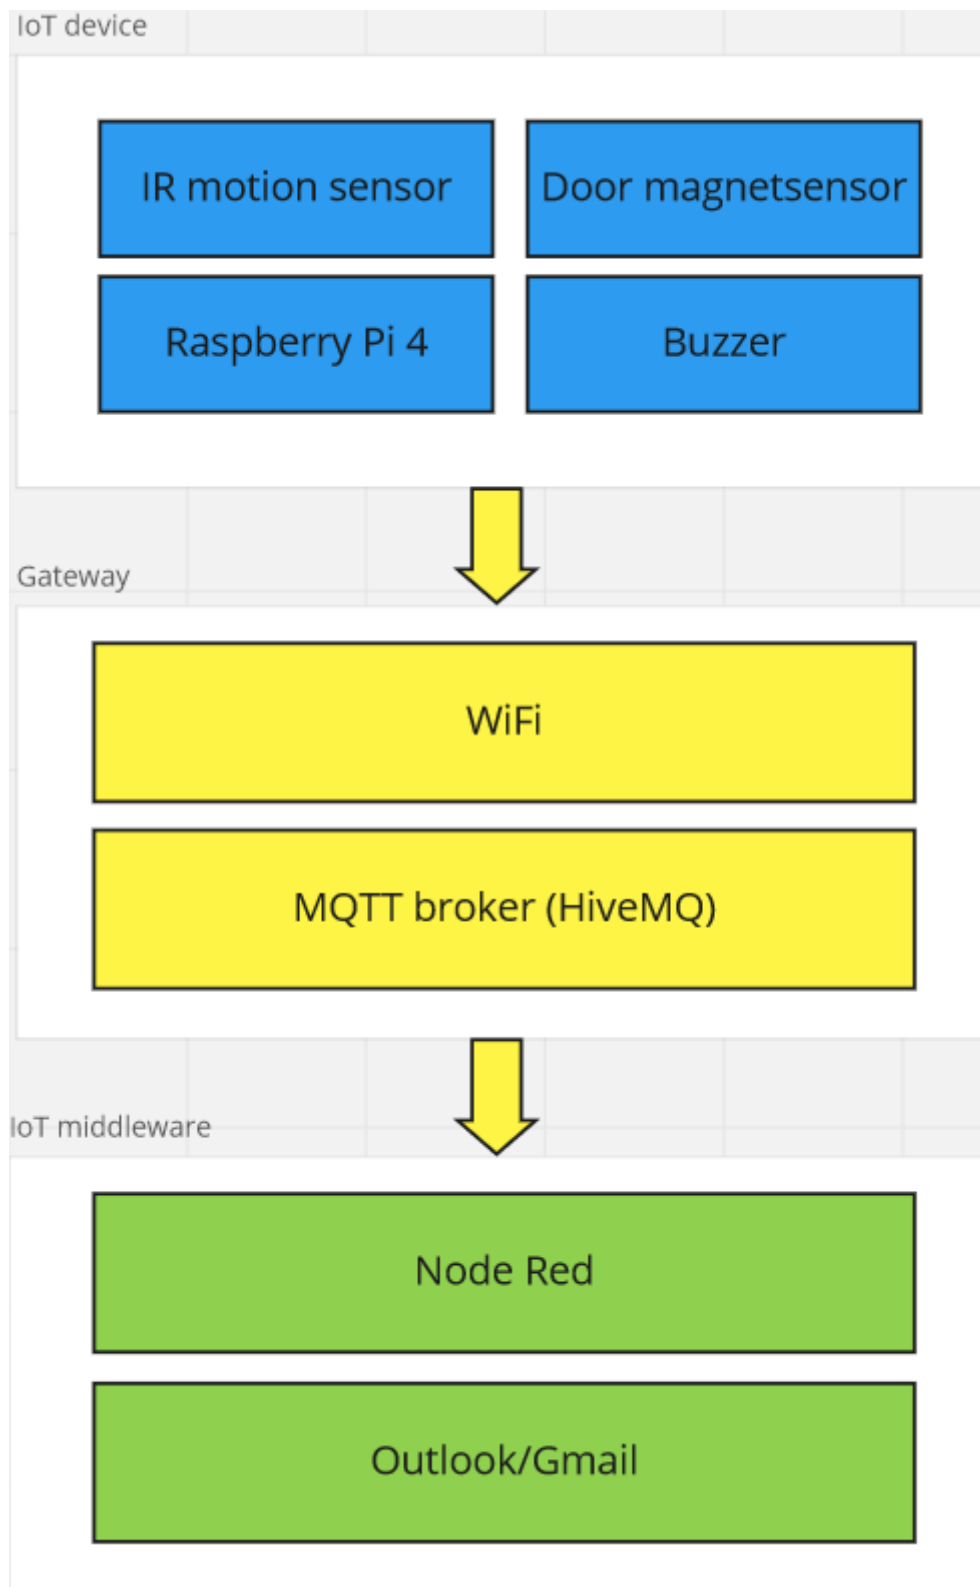 IoT device
IR motion sensor
Door magnetsensor
Raspberry Pi 4
Buzzer
Gateway
WiFi
MQTT broker (HiveMQ)
IoT middleware
Node Red
Outlook/Gmail